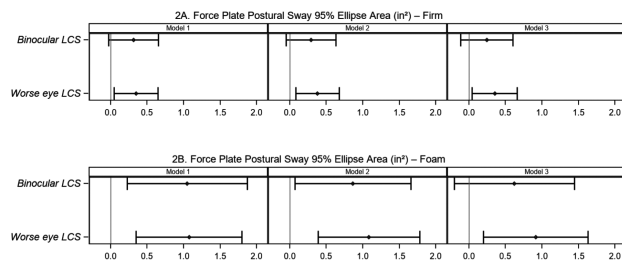 2A. Force Plate Postural Sway 95% Ellipse Area (in²) – Firm
Model 1 Model 2 Model 3
Binocular LCS
Worse eye LCS
0.0 0.5 1.0 1.5 2.0 0.0 0.5 1.0 1.5 2.0 0.0 0.5 1.0 1.5 2.0
2B. Force Plate Postural Sway 95% Ellipse Area (in²) – Foam
Model 1 Model 2 Model 3
Binocular LCS
Worse eye LCS
0.0 0.5 1.0 1.5 2.0 0.0 0.5 1.0 1.5 2.0 0.0 0.5 1.0 1.5 2.0